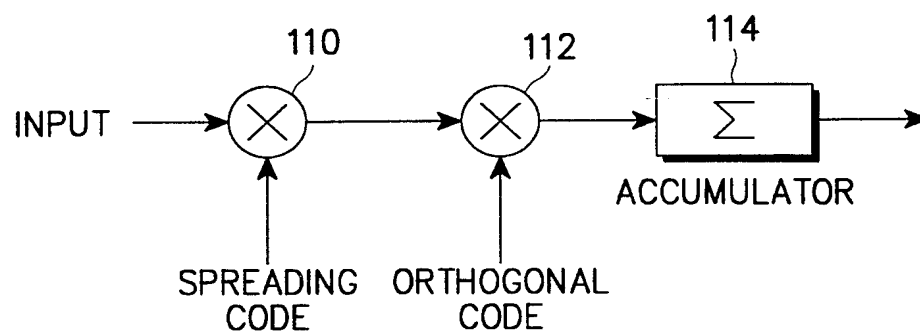 110
112
114
INPUT
Σ
ACCUMULATOR
SPREADING
CODE
ORTHOGONAL
CODE